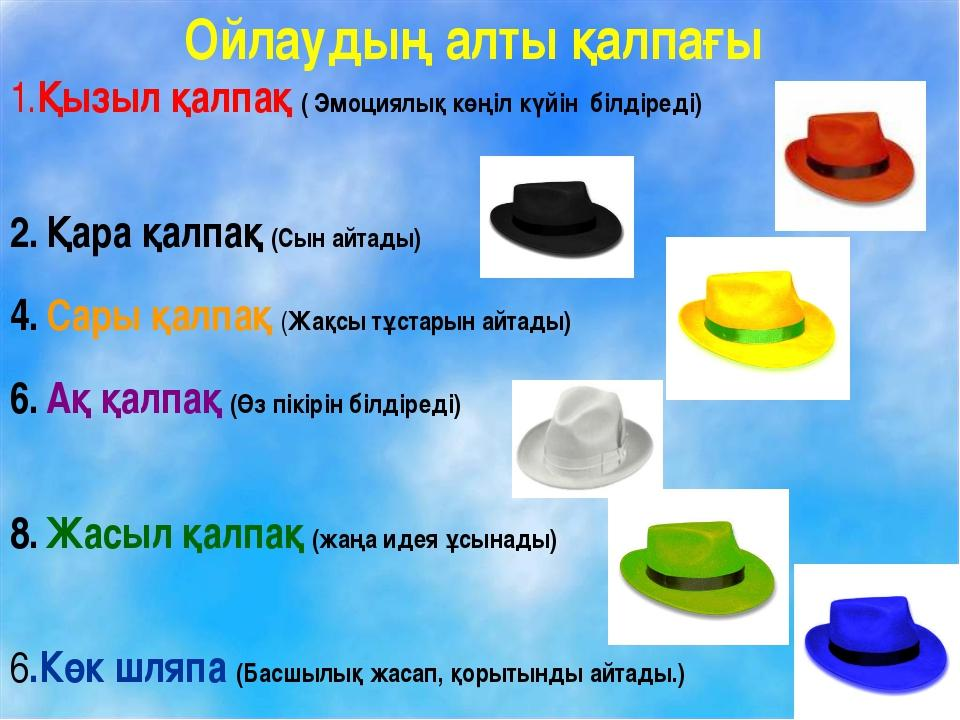 Ойлаудың алты қалпағы
1.Қызыл қалпақ ( Эмоциялық көңіл күйін білдіреді)
2. Қара қалпақ (Сын айтады)
4. Сары қалпақ (Жақсы тұстарын айтады)
6. Ақ қалпақ (Өз пікірін білдіреді)
8. Жасыл қалпақ (жаңа идея ұсынады)
6.Көк шляпа (Басшылық жасап, қорытынды айтады.)